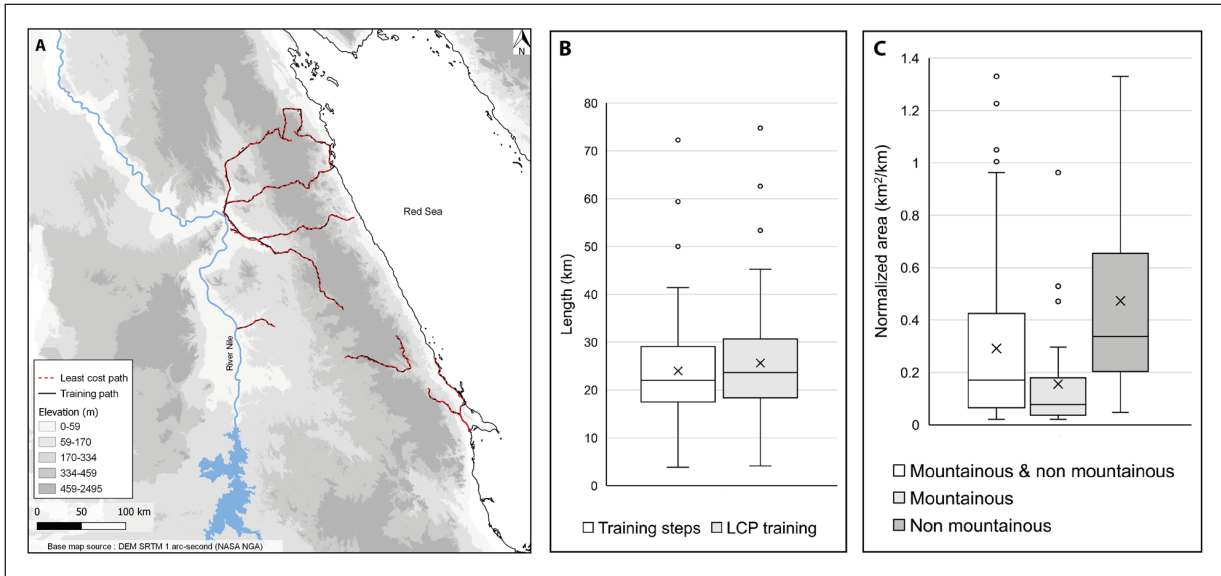 A
N
Red Sea
River Nile
Least cost path
Training path
Elevation (m)
0-59
59-170
170-334
334-459
459-2495
0 50 100 km
Base map source : DEM SRTM 1 arc-second (NASA NGA)
B
80
70
60
50
40
30
20
10
0
Length (km)
Training steps LCP training
C
1.4
1.2
1
0.8
0.6
0.4
0.2
0
Normalized area (km²/km)
Mountainous & non mountainous
Mountainous
Non mountainous